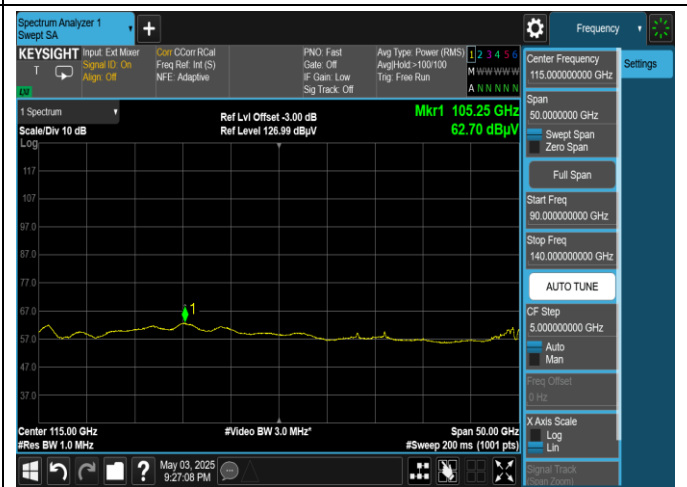 Spectrum Analyzer 1
Swept SA
+
Frequency
KEYSIGHT
Input: Ext Mixer
Signal ID: On
Align: Off
Corr CCorr RCal
Freq Ref: Int (S)
NFE: Adaptive
PNO: Fast
Gate: Off
IF Gain: Low
Sig Track: Off
Avg Type: Power (RMS)
Avg|Hold:>100/100
Trig: Free Run
1 2 3 4 5 6
M W W W W W
A N N N N N
T
LXI
1 Spectrum
Scale/Div 10 dB
Log
Ref Lvl Offset -3.00 dB
Ref Level 126.99 dBµV
Mkr1 105.25 GHz
62.70 dBµV
117
107
97.0
87.0
77.0
67.0
57.0
47.0
37.0
1
Center 115.00 GHz
#Res BW 1.0 MHz
#Video BW 3.0 MHz*
Span 50.00 GHz
#Sweep 200 ms (1001 pts)
?
May 03, 2025
9:27:08 PM
Center Frequency
115.000000000 GHz
Span
50.0000000 GHz
Swept Span
Zero Span
Full Span
Start Freq
90.000000000 GHz
Stop Freq
140.000000000 GHz
AUTO TUNE
CF Step
5.000000000 GHz
Auto
Man
Freq Offset
0 Hz
X Axis Scale
Log
Lin
Signal Track
(Span Zoom)
Settings